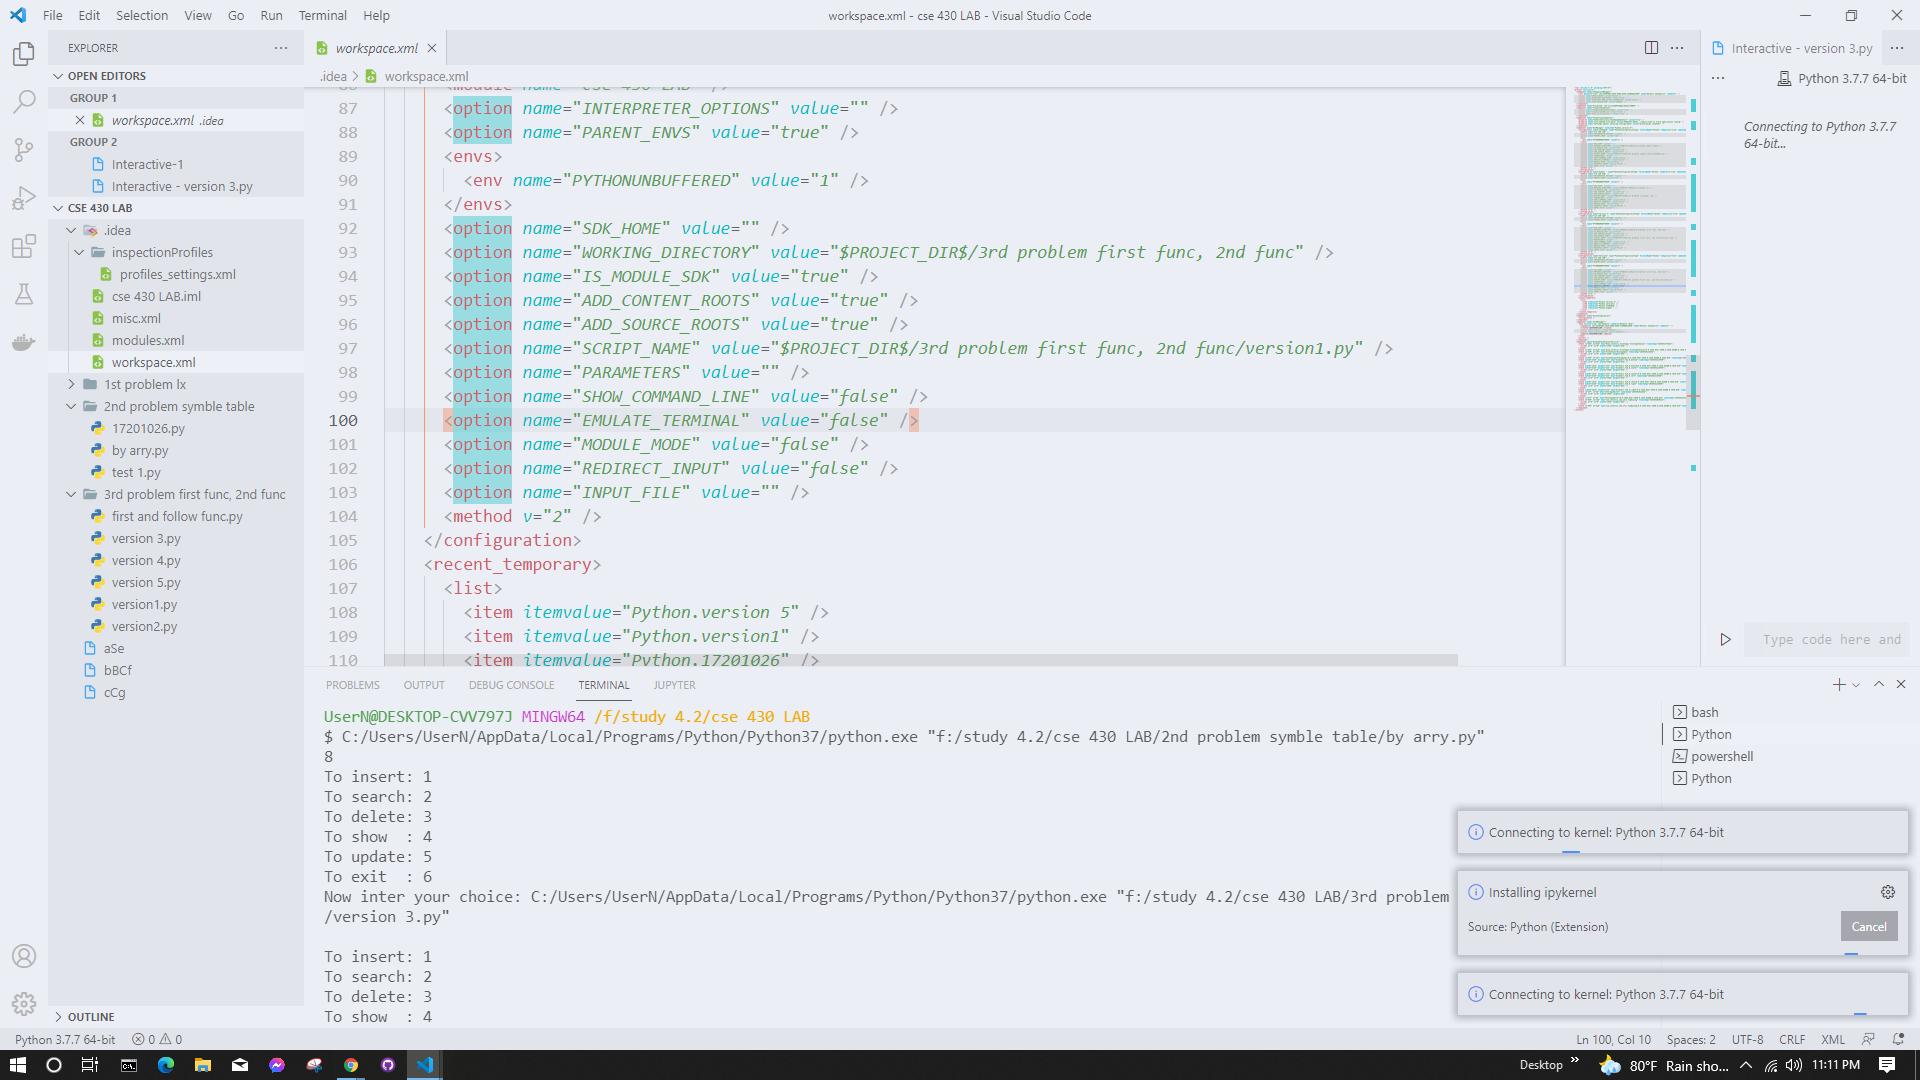 File Edit Selection View Go Run Terminal Help
workspace.xml - cse 430 LAB - Visual Studio Code
EXPLORER
OPEN EDITORS
GROUP 1
workspace.xml .idea
GROUP 2
Interactive-1
Interactive - version 3.py
CSE 430 LAB
.idea
inspectionProfiles
profiles_settings.xml
cse 430 LAB.iml
misc.xml
modules.xml
workspace.xml
1st problem lx
2nd problem symble table
17201026.py
by arry.py
test 1.py
3rd problem first func, 2nd func
first and follow func.py
version 3.py
version 4.py
version 5.py
version1.py
version2.py
aSe
bBCf
cCg
OUTLINE
workspace.xml
.idea > workspace.xml
87 <option name="INTERPRETER_OPTIONS" value="" />
88 <option name="PARENT_ENVS" value="true" />
89 <envs>
90 <env name="PYTHONUNBUFFERED" value="1" />
91 </envs>
92 <option name="SDK_HOME" value="" />
93 <option name="WORKING_DIRECTORY" value="$PROJECT_DIR$/3rd problem first func, 2nd func" />
94 <option name="IS_MODULE_SDK" value="true" />
95 <option name="ADD_CONTENT_ROOTS" value="true" />
96 <option name="ADD_SOURCE_ROOTS" value="true" />
97 <option name="SCRIPT_NAME" value="$PROJECT_DIR$/3rd problem first func, 2nd func/version1.py" />
98 <option name="PARAMETERS" value="" />
99 <option name="SHOW_COMMAND_LINE" value="false" />
100 <option name="EMULATE_TERMINAL" value="false" />
101 <option name="MODULE_MODE" value="false" />
102 <option name="REDIRECT_INPUT" value="false" />
103 <option name="INPUT_FILE" value="" />
104 <method v="2" />
105 </configuration>
106 <recent_temporary>
107 <list>
108 <item itemvalue="Python.version 5" />
109 <item itemvalue="Python.version1" />
110 <item itemvalue="Python.17201026" />
Interactive - version 3.py
Python 3.7.7 64-bit
Connecting to Python 3.7.7
64-bit...
Type code here and
PROBLEMS OUTPUT DEBUG CONSOLE TERMINAL JUPYTER
UserN@DESKTOP-CVV797J MINGW64 /f/study 4.2/cse 430 LAB
$ C:/Users/UserN/AppData/Local/Programs/Python/Python37/python.exe "f:/study 4.2/cse 430 LAB/2nd problem symble table/by arry.py"
8
To insert: 1
To search: 2
To delete: 3
To show  : 4
To update: 5
To exit  : 6
Now inter your choice: C:/Users/UserN/AppData/Local/Programs/Python/Python37/python.exe "f:/study 4.2/cse 430 LAB/3rd problem
/version 3.py"
To insert: 1
To search: 2
To delete: 3
To show  : 4
bash
Python
powershell
Python
Connecting to kernel: Python 3.7.7 64-bit
Installing ipykernel
Source: Python (Extension)
Cancel
Connecting to kernel: Python 3.7.7 64-bit
Python 3.7.7 64-bit 0 0
Ln 100, Col 10 Spaces: 2 UTF-8 CRLF XML
Desktop 80°F Rain sho... 11:11 PM